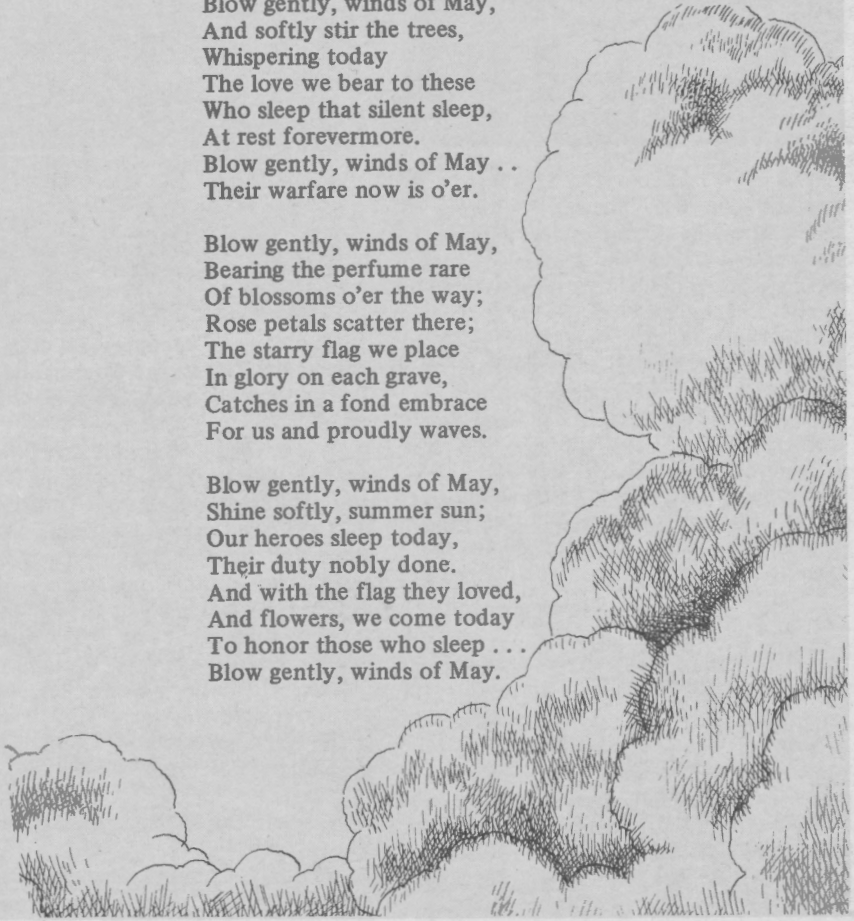 Blow gently, winds of May,
And softly stir the trees,
Whispering today
The love we bear to these
Who sleep that silent sleep,
At rest forevermore.
Blow gently, winds of May . .
Their warfare now is o'er.

Blow gently, winds of May,
Bearing the perfume rare
Of blossoms o'er the way;
Rose petals scatter there;
The starry flag we place
In glory on each grave,
Catches in a fond embrace
For us and proudly waves.

Blow gently, winds of May,
Shine softly, summer sun;
Our heroes sleep today,
Their duty nobly done.
And with the flag they loved,
And flowers, we come today
To honor those who sleep . . .
Blow gently, winds of May.